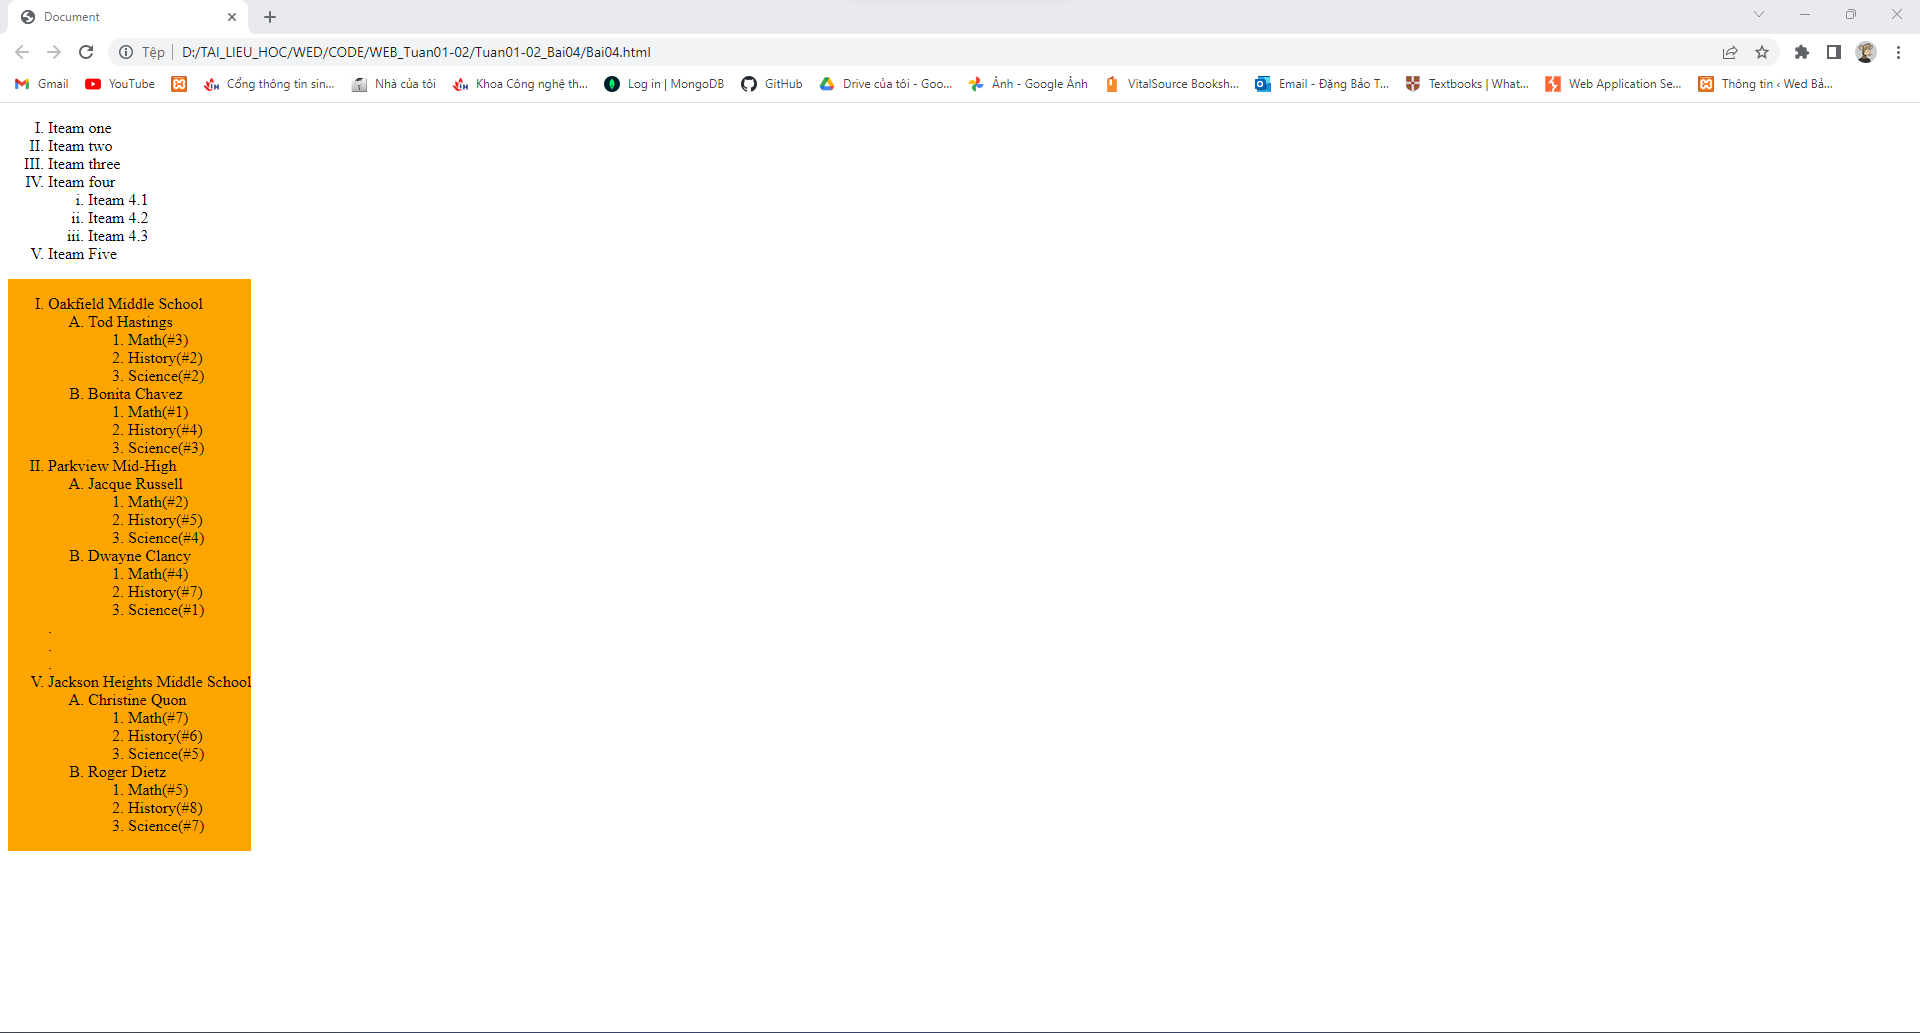 Document
Tệp D:/TAI_LIEU_HOC/WED/CODE/WEB_Tuan01-02/Tuan01-02_Bai04/Bai04.html
Gmail YouTube Cổng thông tin sin... Nhà của tôi Khoa Công nghệ th... Log in | MongoDB GitHub Drive của tôi - Goo... Ảnh - Google Ảnh VitalSource Booksh... Email - Đặng Bảo T... Textbooks | What... Web Application Se... Thông tin ‹ Wed Bả...
I. Iteam one
II. Iteam two
III. Iteam three
IV. Iteam four
i. Iteam 4.1
ii. Iteam 4.2
iii. Iteam 4.3
V. Iteam Five
I. Oakfield Middle School
A. Tod Hastings
1. Math(#3)
2. History(#2)
3. Science(#2)
B. Bonita Chavez
1. Math(#1)
2. History(#4)
3. Science(#3)
II. Parkview Mid-High
A. Jacque Russell
1. Math(#2)
2. History(#5)
3. Science(#4)
B. Dwayne Clancy
1. Math(#4)
2. History(#7)
3. Science(#1)
.
.
.
V. Jackson Heights Middle School
A. Christine Quon
1. Math(#7)
2. History(#6)
3. Science(#5)
B. Roger Dietz
1. Math(#5)
2. History(#8)
3. Science(#7)